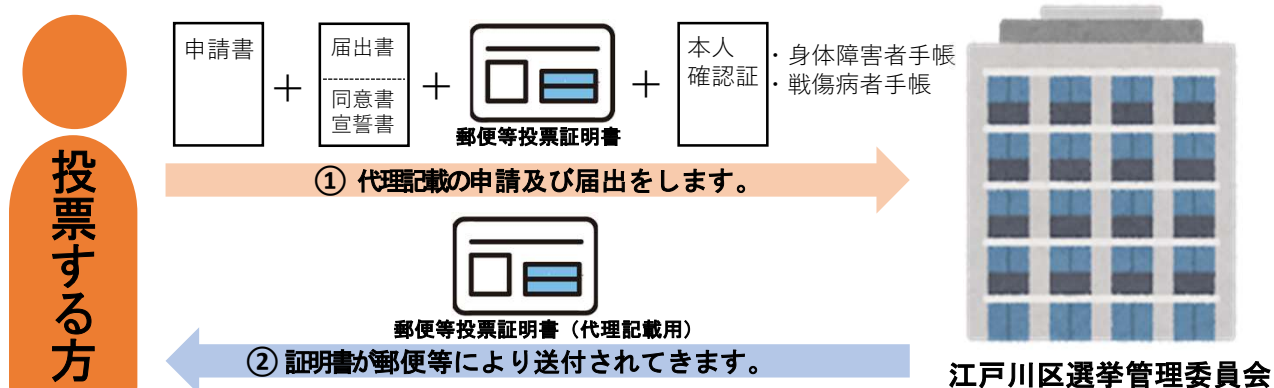 申請書
＋
届出書
同意書
宣誓書
＋
郵便等投票証明書
＋
本人
確認証
・身体障害者手帳
・戦傷病者手帳
① 代理記載の申請及び届出をします。
投票する方
郵便等投票証明書（代理記載用）
② 証明書が郵便等により送付されてきます。
江戸川区選挙管理委員会